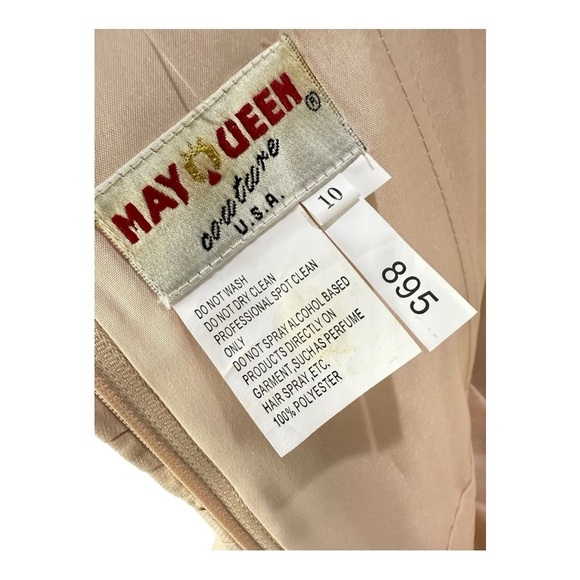 MAY QUEEN ®
couture
U.S.A.
10
895
DO NOT WASH
DO NOT DRY CLEAN
PROFESSIONAL SPOT CLEAN
ONLY
DO NOT SPRAY ALCOHOL BASED
PRODUCTS DIRECTLY ON
GARMENT, SUCH AS PERFUME
HAIR SPRAY, ETC.
100% POLYESTER